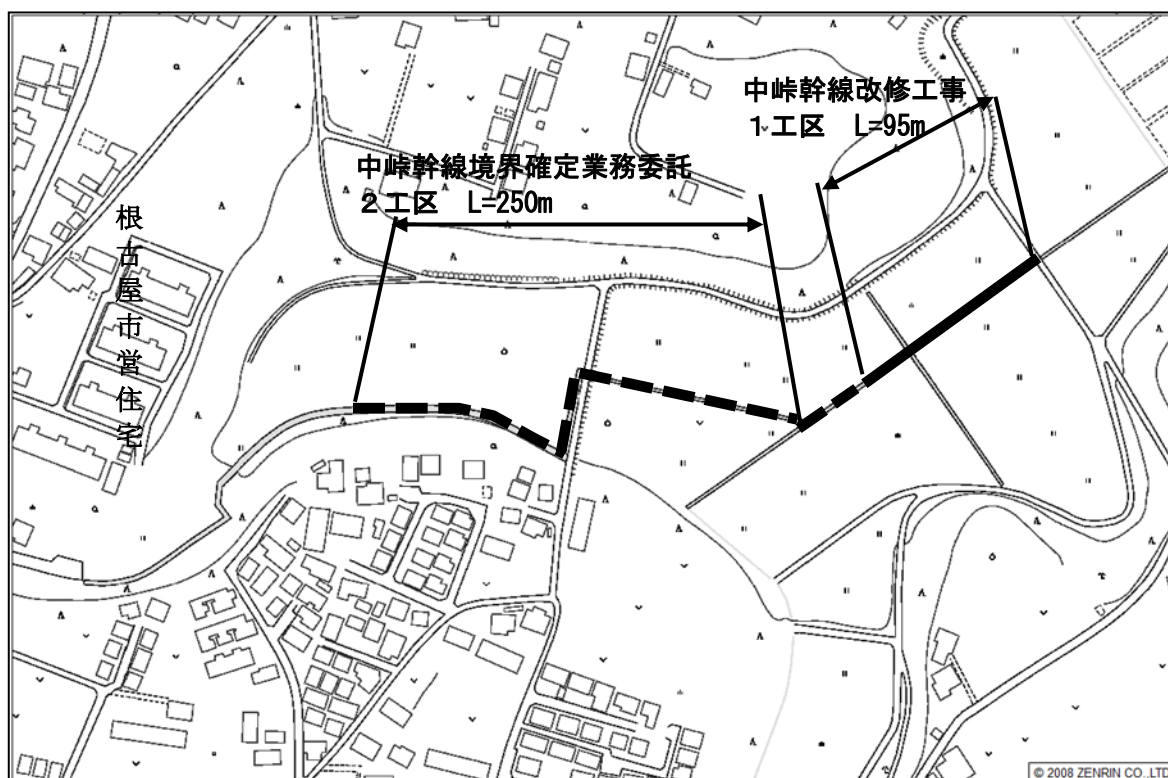 中峠幹線改修工事
1工区 L=95m
中峠幹線境界確定業務委託
2工区 L=250m
根古屋市営住宅
© 2008 ZENRIN CO.,LTD